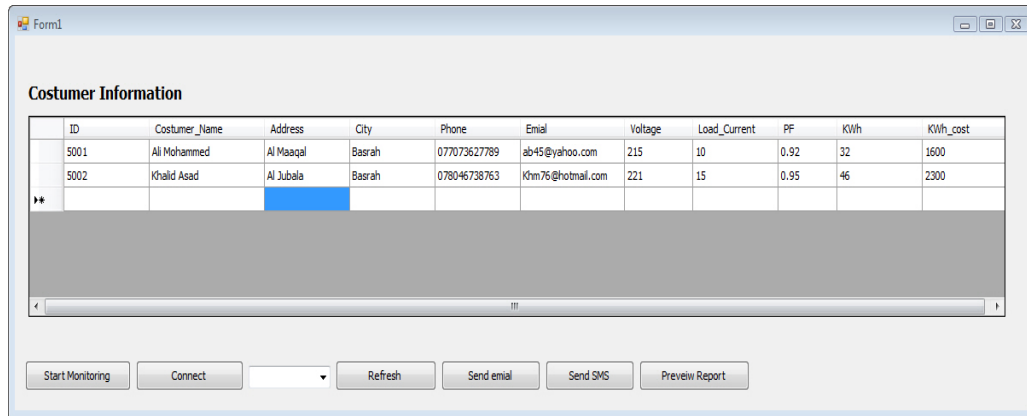 Form1
Costumer Information
ID Costumer_Name Address City Phone Emial Voltage Load_Current PF KWh KWh_cost
5001 Ali Mohammed Al Maaqal Basrah 077073627789 ab45@yahoo.com 215 10 0.92 32 1600
5002 Khalid Asad Al Jubala Basrah 078046738763 Khm76@hotmail.com 221 15 0.95 46 2300
Start Monitoring Connect Refresh Send emial Send SMS Preveiw Report